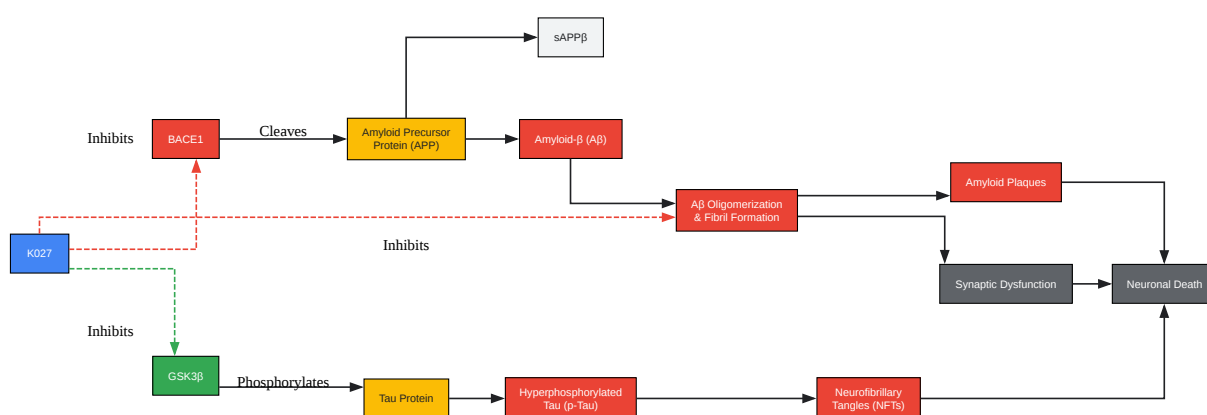 sAPPβ
Inhibits
BACE1
Cleaves
Amyloid Precursor
Protein (APP)
Amyloid-β (Aβ)
Amyloid Plaques
Aβ Oligomerization
& Fibril Formation
Inhibits
K027
Synaptic Dysfunction
Neuronal Death
Inhibits
GSK3β
Phosphorylates
Tau Protein
Hyperphosphorylated
Tau (p-Tau)
Neurofibrillary
Tangles (NFTs)